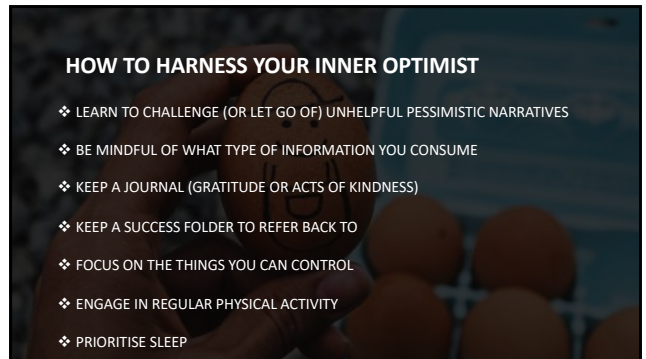 HOW TO HARNESS YOUR INNER OPTIMIST
❖ LEARN TO CHALLENGE (OR LET GO OF) UNHELPFUL PESSIMISTIC NARRATIVES
❖ BE MINDFUL OF WHAT TYPE OF INFORMATION YOU CONSUME
❖ KEEP A JOURNAL (GRATITUDE OR ACTS OF KINDNESS)
❖ KEEP A SUCCESS FOLDER TO REFER BACK TO
❖ FOCUS ON THE THINGS YOU CAN CONTROL
❖ ENGAGE IN REGULAR PHYSICAL ACTIVITY
❖ PRIORITISE SLEEP